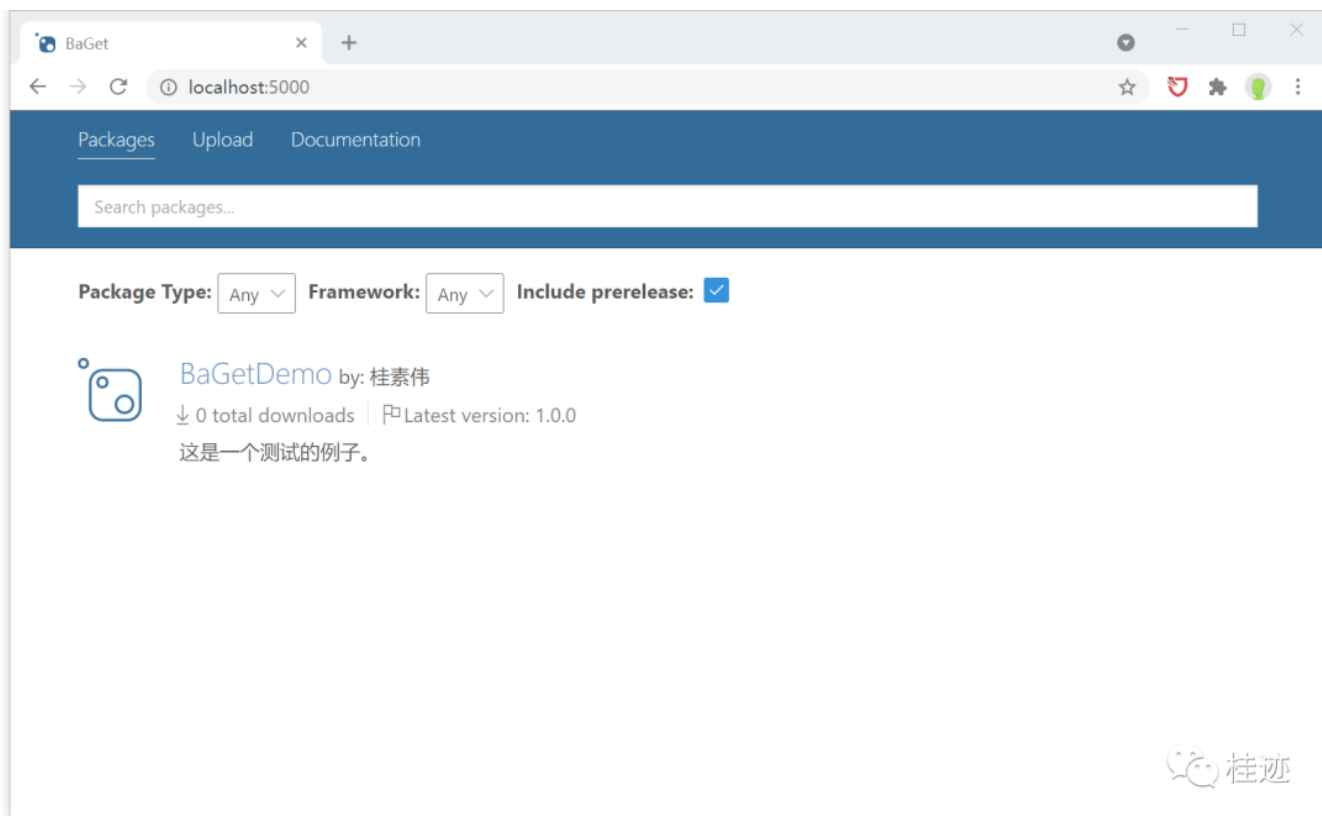 BaGet
localhost:5000
Packages Upload Documentation
Search packages...
Package Type: Any Framework: Any Include prerelease:
BaGetDemo by: 桂素伟
0 total downloads Latest version: 1.0.0
这是一个测试的例子。
桂迹